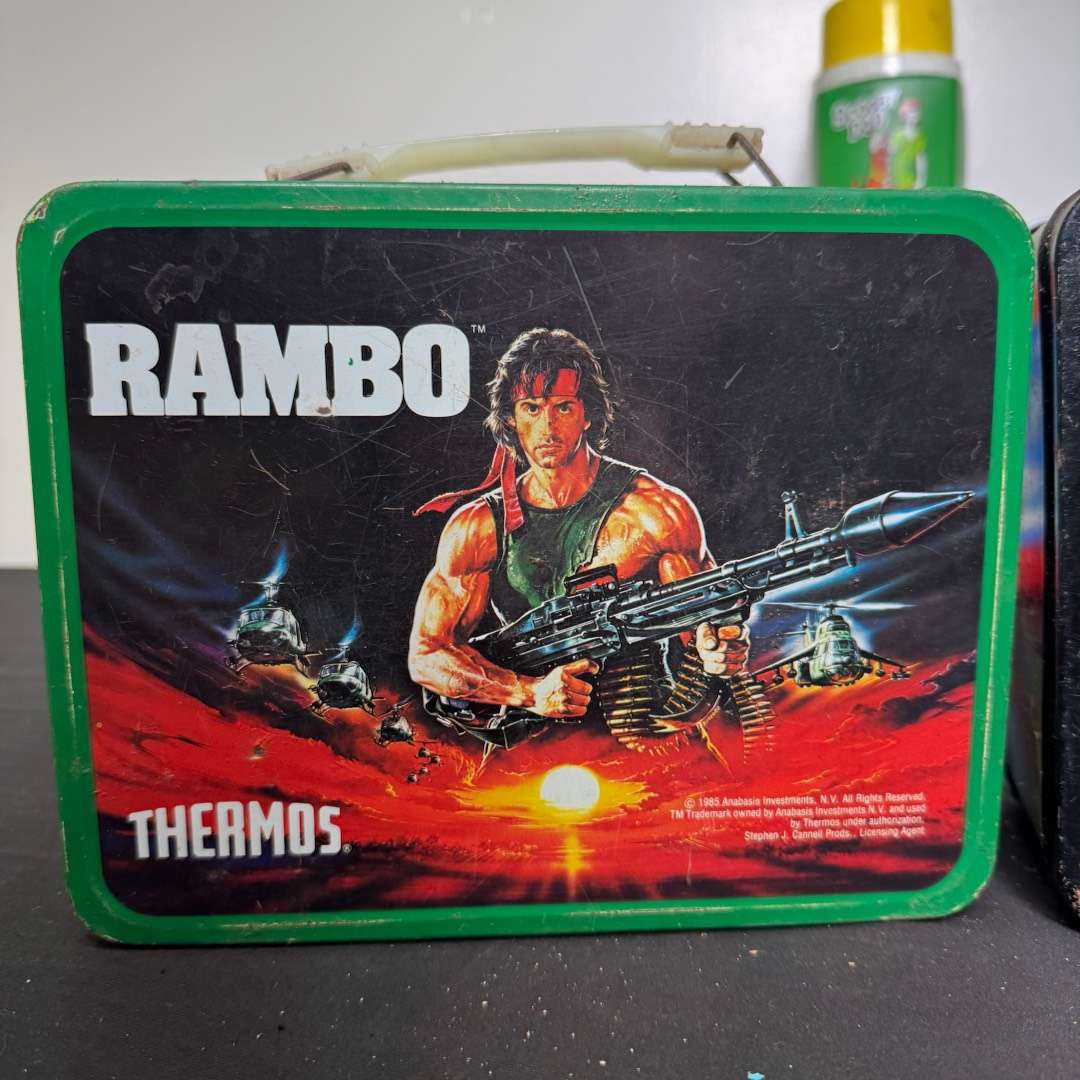 RAMBO™
THERMOS®
© 1985 Anabasis Investments, N.V. All Rights Reserved.
TM Trademark owned by Anabasis Investments N.V. and used
by Thermos under authorization.
Stephen J. Cannell Prods., Licensing Agent